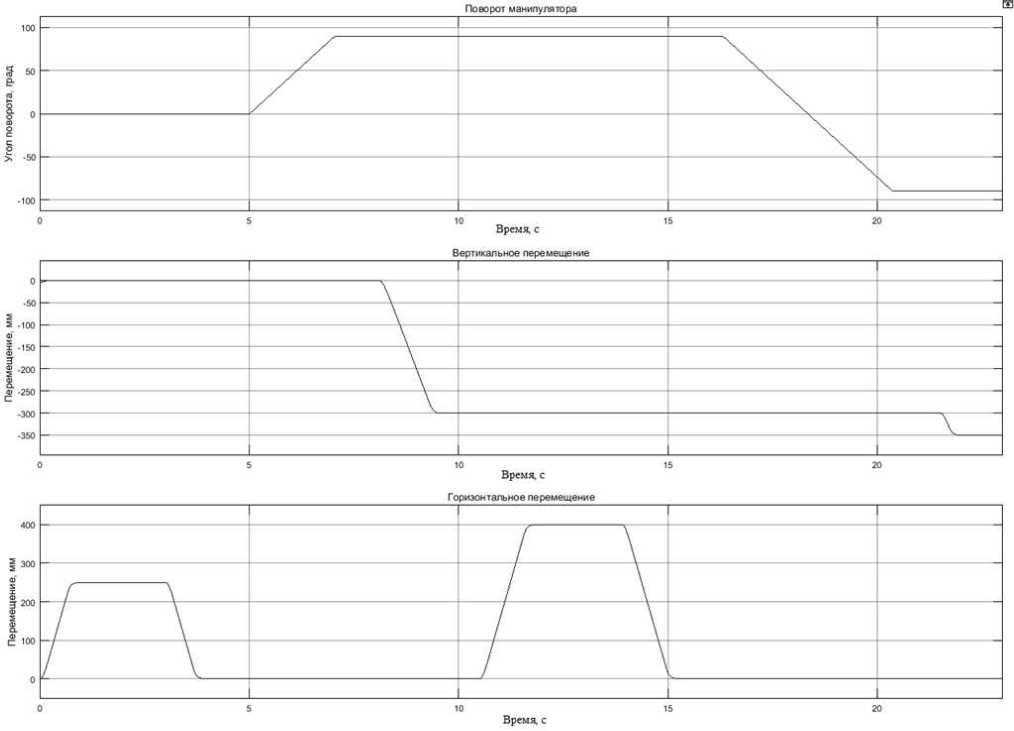 Поворот манипулятора
Угол поворота, град
100
50
0
-50
-100
0 5 10 15 20
Время, с
Вертикальное перемещение
Перемещение, мм
0
-50
-100
-150
-200
-250
-300
-350
0 5 10 15 20
Время, с
Горизонтальное перемещение
Перемещение, мм
400
300
200
100
0
0 5 10 15 20
Время, с